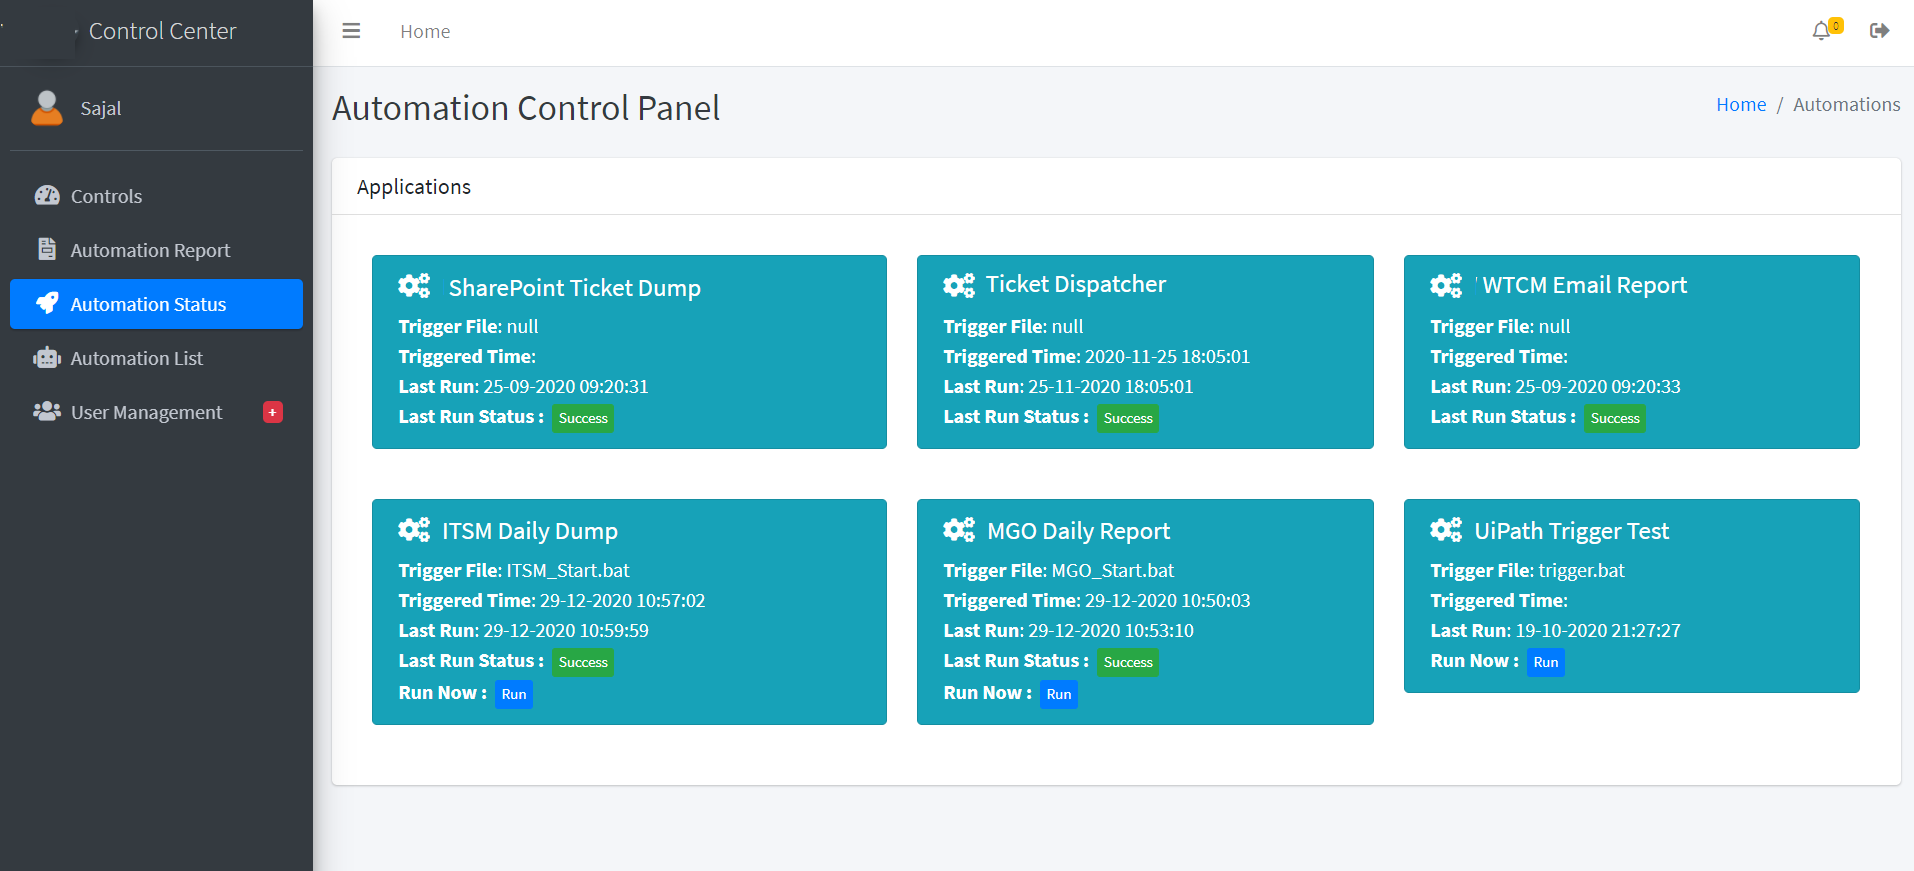 Control Center
Home
0
Sajal
Automation Control Panel
Home / Automations
Controls
Automation Report
Automation Status
Automation List
User Management +
Applications
SharePoint Ticket Dump
Trigger File: null
Triggered Time:
Last Run: 25-09-2020 09:20:31
Last Run Status : Success
Ticket Dispatcher
Trigger File: null
Triggered Time: 2020-11-25 18:05:01
Last Run: 25-11-2020 18:05:01
Last Run Status : Success
WTCM Email Report
Trigger File: null
Triggered Time:
Last Run: 25-09-2020 09:20:33
Last Run Status : Success
ITSM Daily Dump
Trigger File: ITSM_Start.bat
Triggered Time: 29-12-2020 10:57:02
Last Run: 29-12-2020 10:59:59
Last Run Status : Success
Run Now : Run
MGO Daily Report
Trigger File: MGO_Start.bat
Triggered Time: 29-12-2020 10:50:03
Last Run: 29-12-2020 10:53:10
Last Run Status : Success
Run Now : Run
UiPath Trigger Test
Trigger File: trigger.bat
Triggered Time:
Last Run: 19-10-2020 21:27:27
Run Now : Run